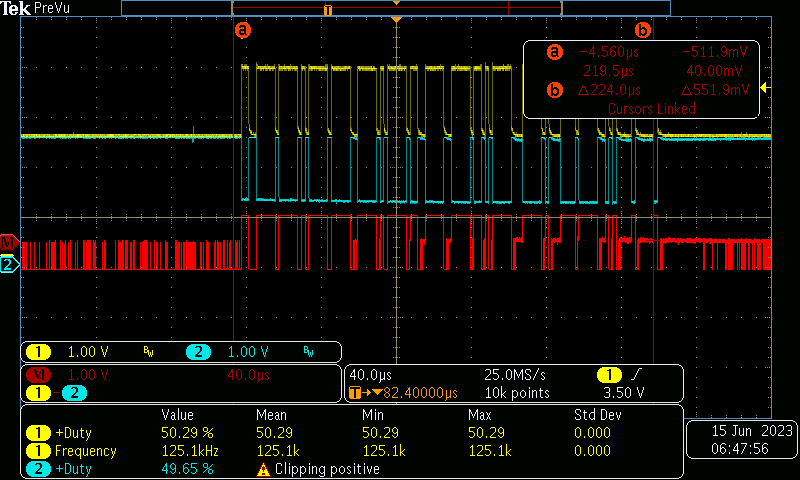 Tek PreVu
T
a
b
a -4.560µs -511.9mV
219.5µs 40.00mV
b Δ224.0µs Δ551.9mV
Cursors Linked
M
2
1 1.00 V BW 2 1.00 V BW
M 1.00 V 40.0µs
1 - 2
40.0µs 25.0MS/s 1
T→▼82.40000µs 10k points 3.50 V
Value Mean Min Max Std Dev
1 +Duty 50.29 % 50.29 50.29 50.29 0.000
1 Frequency 125.1kHz 125.1k 125.1k 125.1k 0.000
2 +Duty 49.65 % Clipping positive
15 Jun 2023
06:47:56